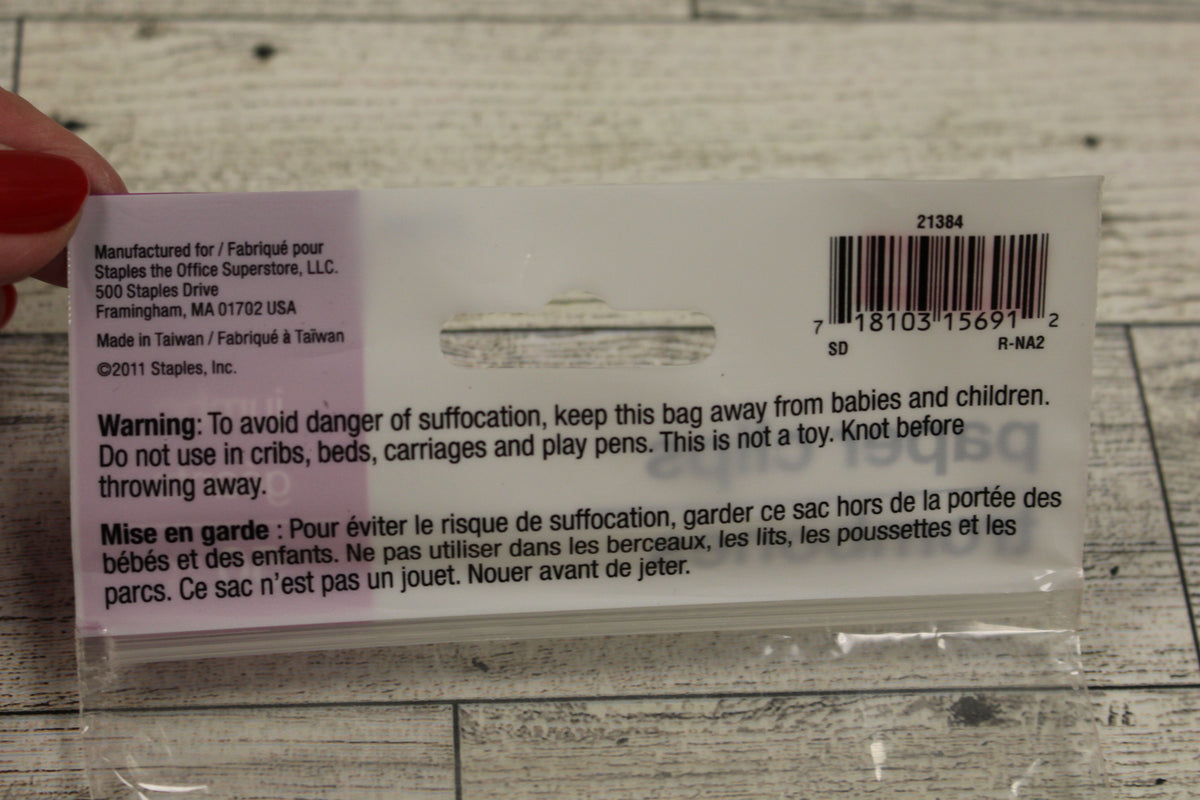 Manufactured for / Fabriqué pour
Staples the Office Superstore, LLC.
500 Staples Drive
Framingham, MA 01702 USA
Made in Taiwan / Fabriqué à Taïwan
©2011 Staples, Inc.
21384
7 18103 15691 2
SD R-NA2
Warning: To avoid danger of suffocation, keep this bag away from babies and children.
Do not use in cribs, beds, carriages and play pens. This is not a toy. Knot before
throwing away.
Mise en garde : Pour éviter le risque de suffocation, garder ce sac hors de la portée des
bébés et des enfants. Ne pas utiliser dans les berceaux, les lits, les poussettes et les
parcs. Ce sac n'est pas un jouet. Nouer avant de jeter.
paper clips